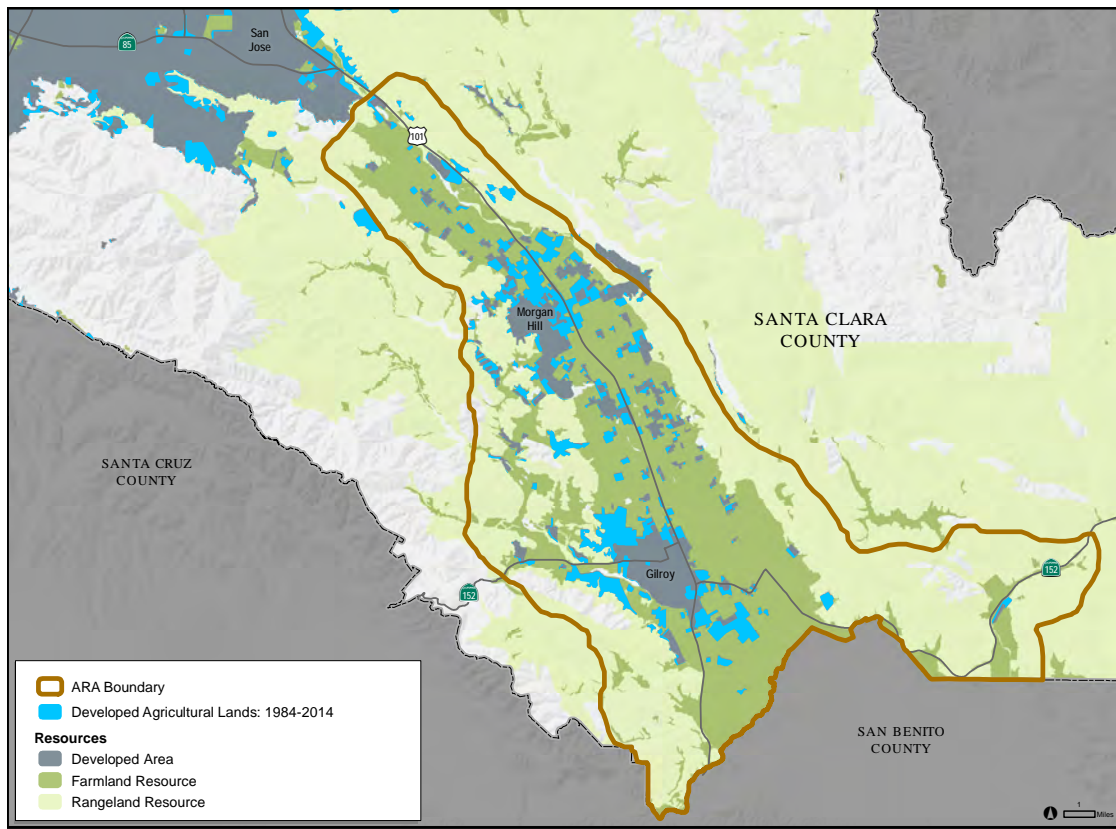 San
Jose
85
101
Morgan
Hill
SANTA CLARA
COUNTY
SANTA CRUZ
COUNTY
Gilroy
152
152
SAN BENITO
COUNTY
ARA Boundary
Developed Agricultural Lands: 1984-2014
Resources
Developed Area
Farmland Resource
Rangeland Resource
1
Miles